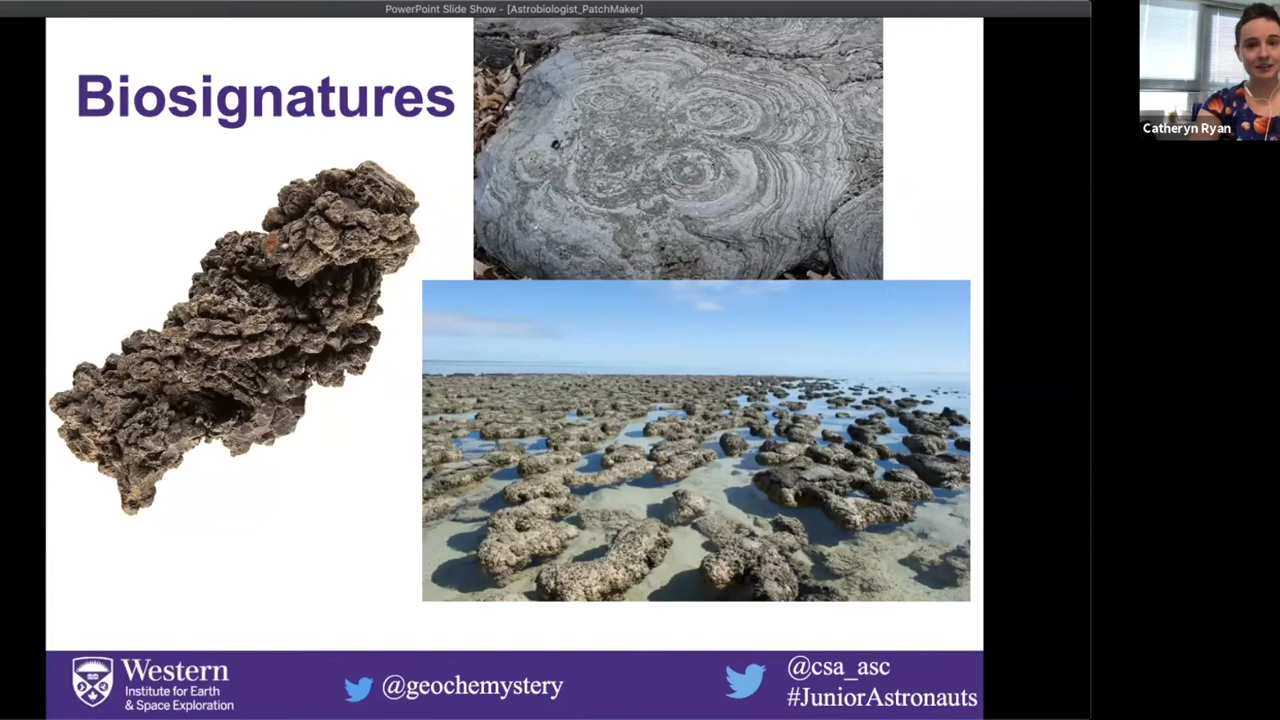 PowerPoint Slide Show - [Astrobiologist_PatchMaker]
Biosignatures
Catheryn Ryan
Western
Institute for Earth
& Space Exploration
@geochemystery
@csa_asc
#JuniorAstronauts